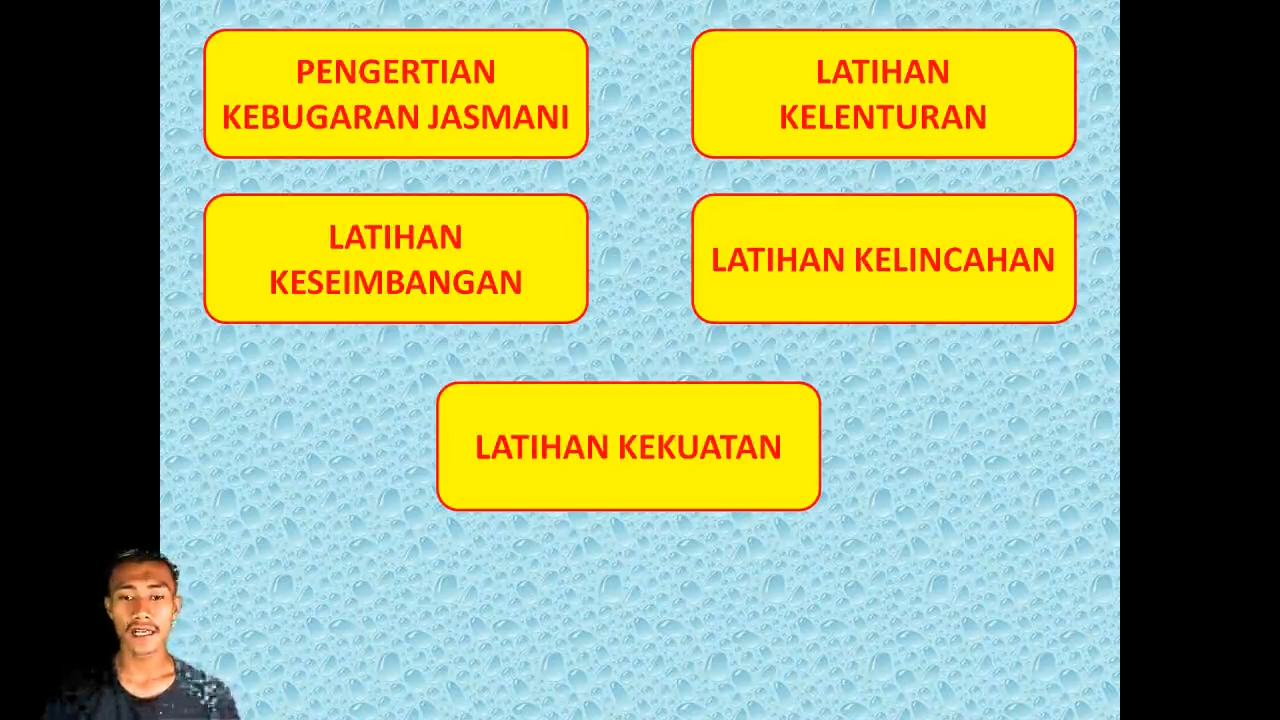 PENGERTIAN
KEBUGARAN JASMANI
LATIHAN
KELENTURAN
LATIHAN
KESEIMBANGAN
LATIHAN KELINCAHAN
LATIHAN KEKUATAN